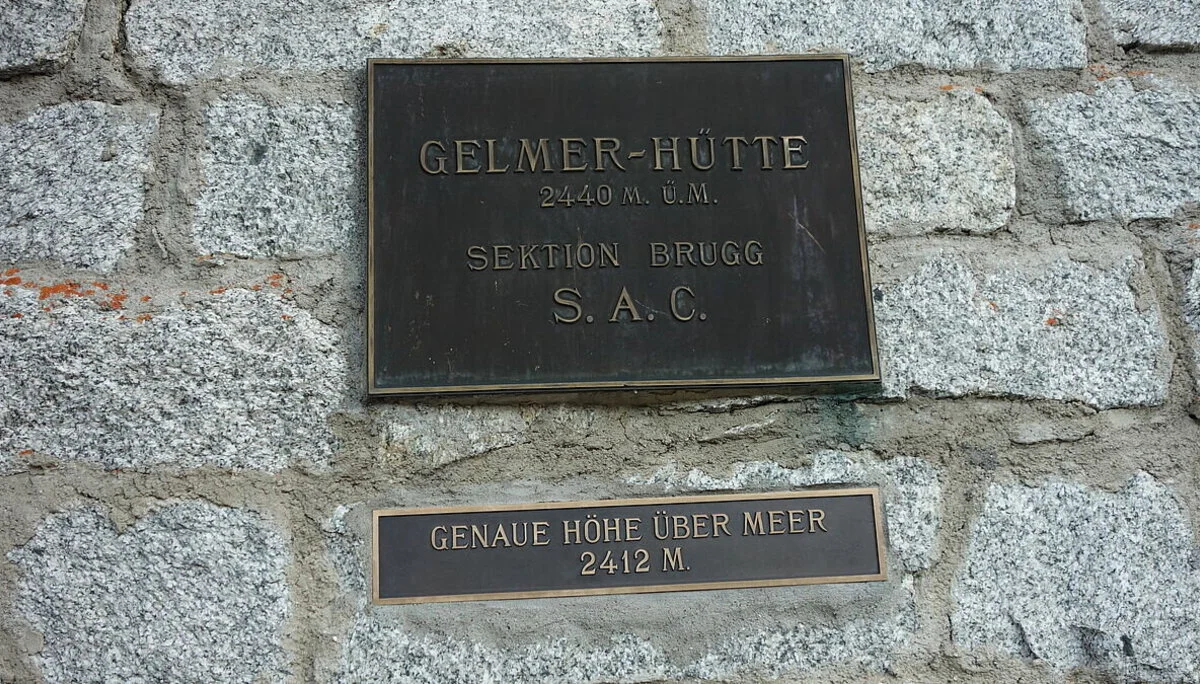 GELMER-HÜTTE
2440 M. Ü.M.
SEKTION BRUGG
S. A. C.
GENAUE HÖHE ÜBER MEER
2412 M.